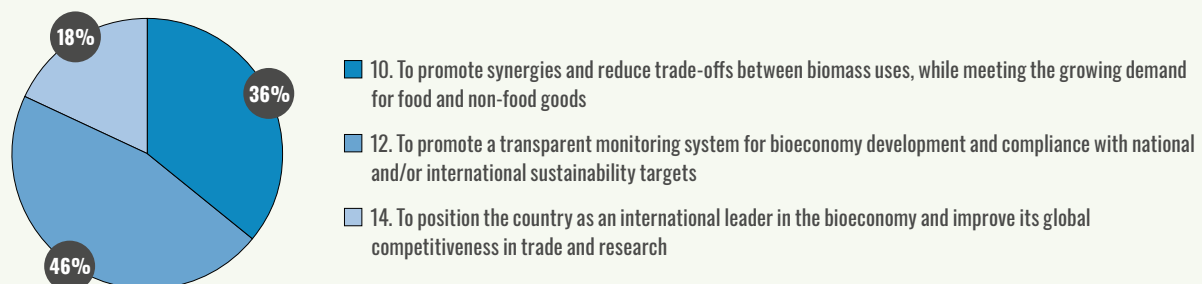 18%
36%
46%
10. To promote synergies and reduce trade-offs between biomass uses, while meeting the growing demand
for food and non-food goods
12. To promote a transparent monitoring system for bioeconomy development and compliance with national
and/or international sustainability targets
14. To position the country as an international leader in the bioeconomy and improve its global
competitiveness in trade and research